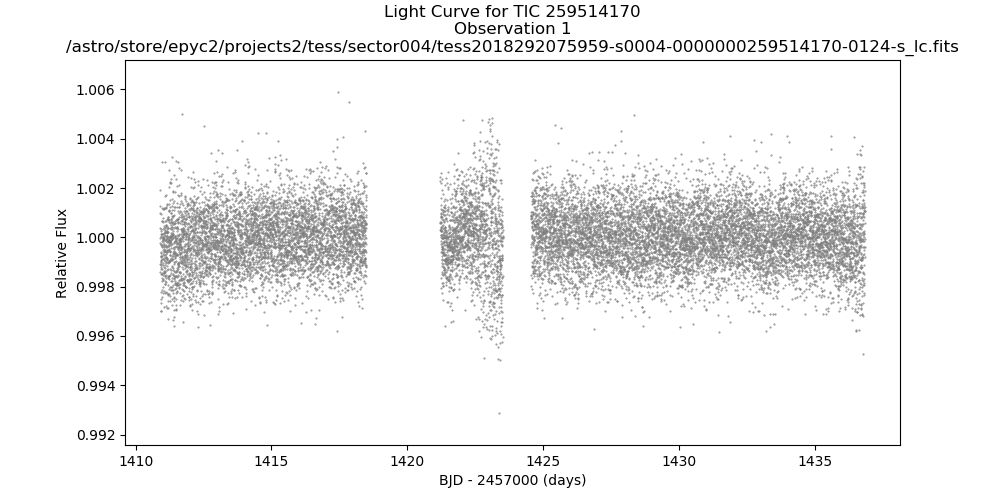 Light Curve for TIC 259514170
Observation 1
/astro/store/epyc2/projects2/tess/sector004/tess2018292075959-s0004-0000000259514170-0124-s_lc.fits
1.006
1.004
1.002
1.000
0.998
0.996
0.994
0.992
Relative Flux
1410
1415
1420
1425
1430
1435
BJD - 2457000 (days)